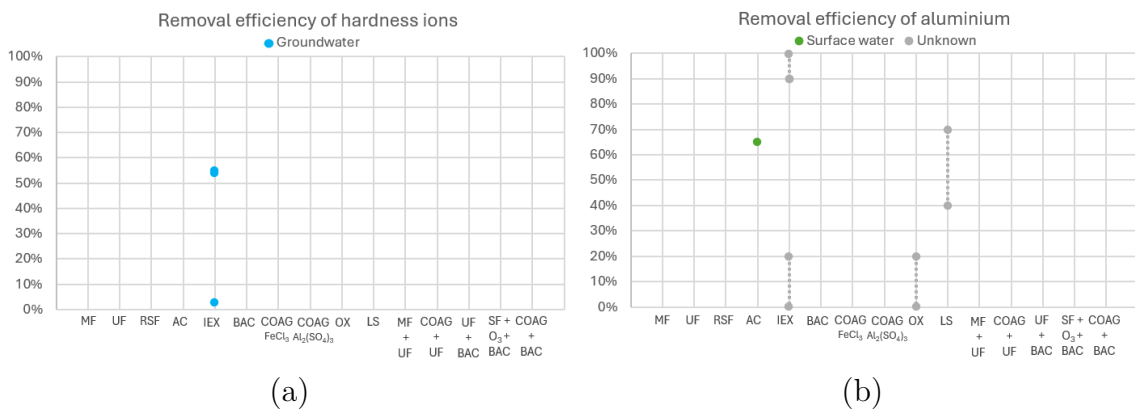 Removal efficiency of hardness ions
Groundwater
100%
90%
80%
70%
60%
50%
40%
30%
20%
10%
0%
MF UF RSF AC IEX BAC COAG COAG OX LS MF COAG UF SF + COAG
FeCl₃ Al₂(SO₄)₃ + + + O₃ + +
UF UF BAC BAC BAC
(a)
Removal efficiency of aluminium
Surface water Unknown
100%
90%
80%
70%
60%
50%
40%
30%
20%
10%
0%
MF UF RSF AC IEX BAC COAG COAG OX LS MF COAG UF SF + COAG
FeCl₃ Al₂(SO₄)₃ + + + O₃ + +
UF UF BAC BAC BAC
(b)